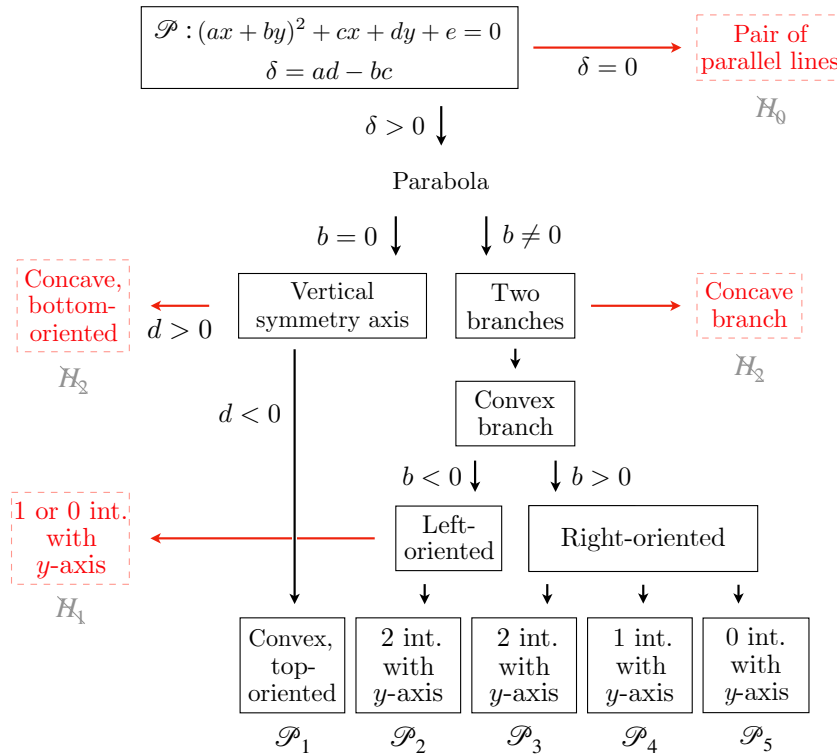 𝒫 : (ax + by)² + cx + dy + e = 0
δ = ad − bc
δ = 0
Pair of
parallel lines
H₀
δ > 0
Parabola
b = 0
b ≠ 0
Concave,
bottom-
oriented
d > 0
Vertical
symmetry axis
Two
branches
Concave
branch
H₂
H₂
d < 0
Convex
branch
b < 0
b > 0
1 or 0 int.
with
y-axis
Left-
oriented
Right-oriented
H₁
Convex,
top-
oriented
2 int.
with
y-axis
2 int.
with
y-axis
1 int.
with
y-axis
0 int.
with
y-axis
𝒫₁
𝒫₂
𝒫₃
𝒫₄
𝒫₅